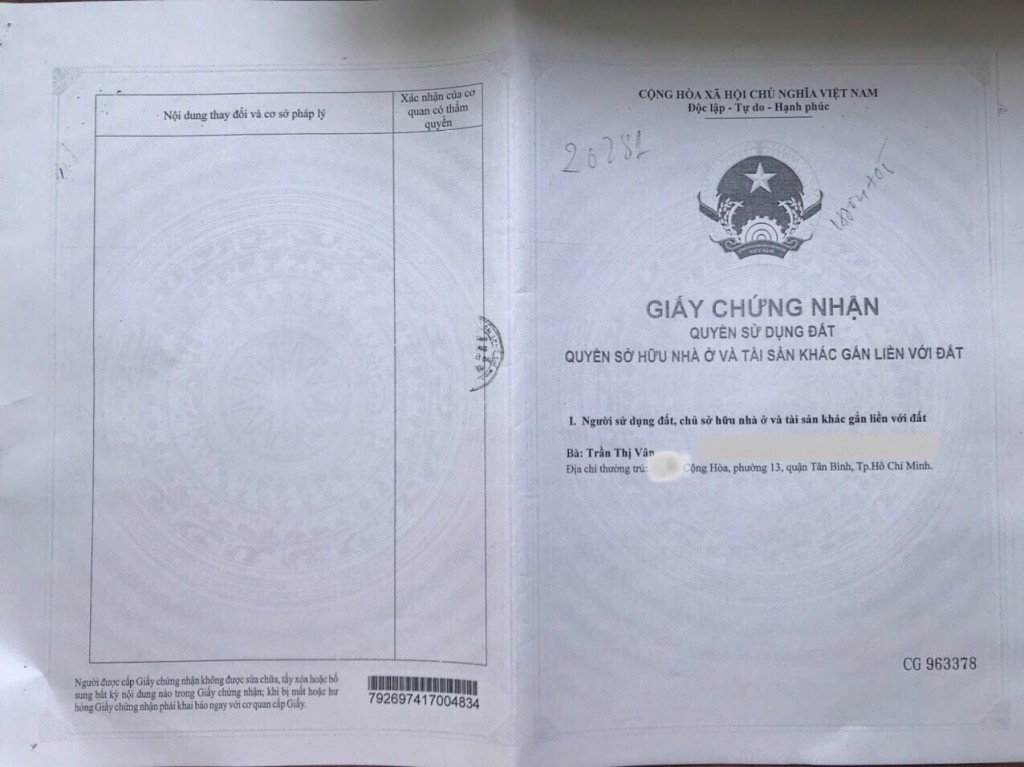 Nội dung thay đổi và cơ sở pháp lý
Xác nhận của cơ
quan có thẩm
quyền
Người được cấp Giấy chứng nhận không được sửa chữa, tẩy xóa hoặc bổ
sung bất kỳ nội dung nào trong Giấy chứng nhận; khi bị mất hoặc hư
hỏng Giấy chứng nhận phải khai báo ngay với cơ quan cấp Giấy.
792697417004834
CỘNG HÒA XÃ HỘI CHỦ NGHĨA VIỆT NAM
Độc lập - Tự do - Hạnh phúc
GIẤY CHỨNG NHẬN
QUYỀN SỬ DỤNG ĐẤT
QUYỀN SỞ HỮU NHÀ Ở VÀ TÀI SẢN KHÁC GẮN LIỀN VỚI ĐẤT
I. Người sử dụng đất, chủ sở hữu nhà ở và tài sản khác gắn liền với đất
Bà: Trần Thị Vân
Địa chỉ thường trú: Cộng Hòa, phường 13, quận Tân Bình, Tp.Hồ Chí Minh.
CG 963378